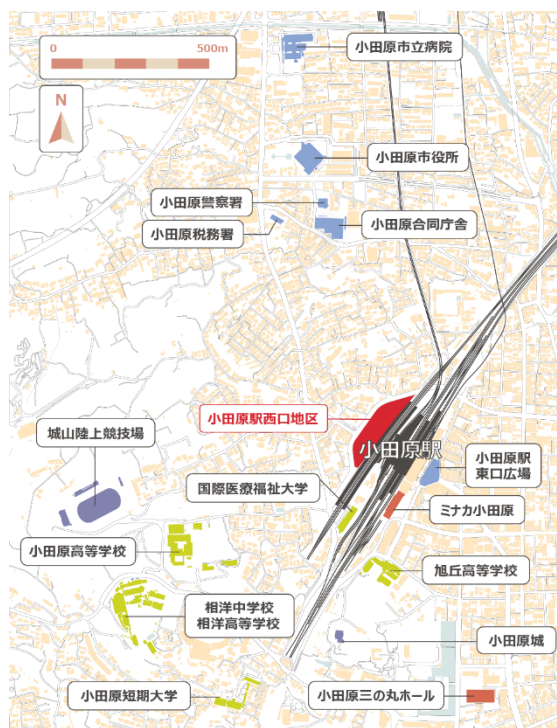 0 500m
N
小田原市立病院
小田原市役所
小田原警察署
小田原税務署
小田原合同庁舎
小田原駅西口地区
城山陸上競技場
小田原駅
小田原駅
東口広場
国際医療福祉大学
ミナカ小田原
小田原高等学校
旭丘高等学校
相洋中学校
相洋高等学校
小田原城
小田原短期大学
小田原三の丸ホール